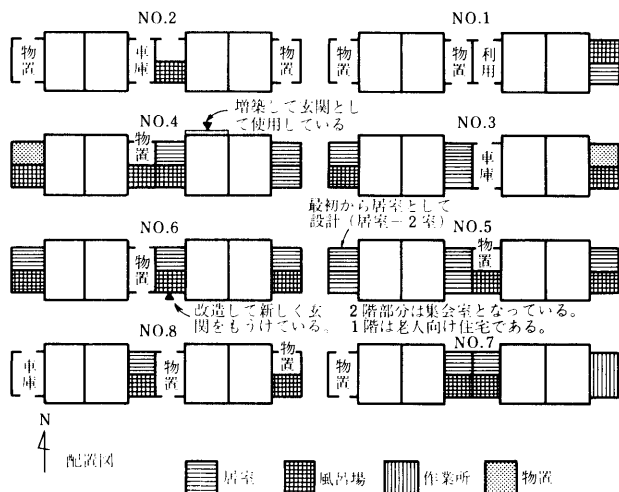 NO.2
NO.1
物置
車庫
物置
物置
物置
利用
増築して玄関とし
て使用している
NO.4
NO.3
物置
車庫
最初から居室として
設計(居室−2室)
NO.6
NO.5
物置
物置
改造して新しく玄
関をもうけている。
2階部分は集会室となっている。
1階は老人向け住宅である。
NO.8
NO.7
車庫
物置
物置
物置
N
配置図
居室
風呂場
作業所
物置